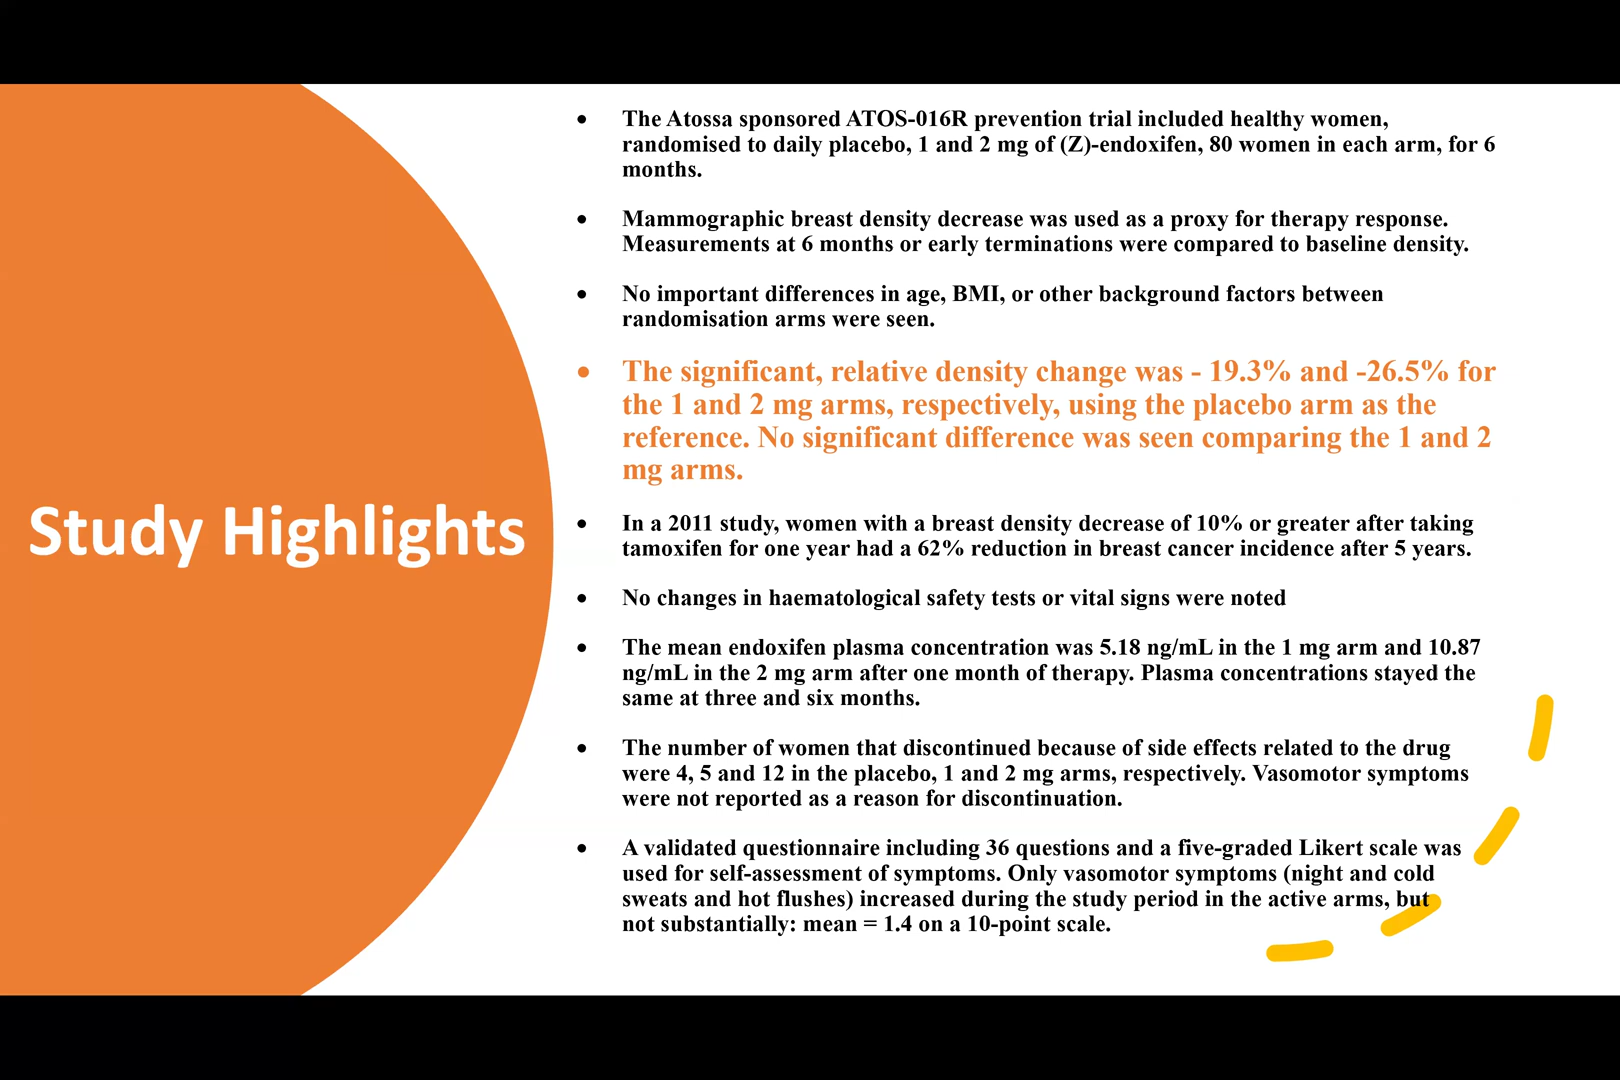 Study Highlights
• The Atossa sponsored ATOS-016R prevention trial included healthy women,
randomised to daily placebo, 1 and 2 mg of (Z)-endoxifen, 80 women in each arm, for 6
months.
• Mammographic breast density decrease was used as a proxy for therapy response.
Measurements at 6 months or early terminations were compared to baseline density.
• No important differences in age, BMI, or other background factors between
randomisation arms were seen.
• The significant, relative density change was - 19.3% and -26.5% for
the 1 and 2 mg arms, respectively, using the placebo arm as the
reference. No significant difference was seen comparing the 1 and 2
mg arms.
• In a 2011 study, women with a breast density decrease of 10% or greater after taking
tamoxifen for one year had a 62% reduction in breast cancer incidence after 5 years.
• No changes in haematological safety tests or vital signs were noted
• The mean endoxifen plasma concentration was 5.18 ng/mL in the 1 mg arm and 10.87
ng/mL in the 2 mg arm after one month of therapy. Plasma concentrations stayed the
same at three and six months.
• The number of women that discontinued because of side effects related to the drug
were 4, 5 and 12 in the placebo, 1 and 2 mg arms, respectively. Vasomotor symptoms
were not reported as a reason for discontinuation.
• A validated questionnaire including 36 questions and a five-graded Likert scale was
used for self-assessment of symptoms. Only vasomotor symptoms (night and cold
sweats and hot flushes) increased during the study period in the active arms, but
not substantially: mean = 1.4 on a 10-point scale.